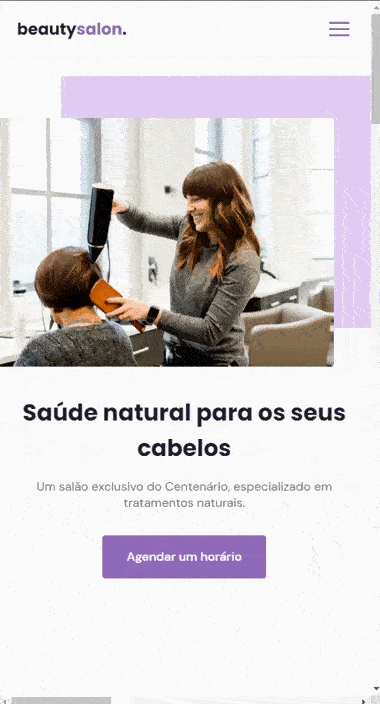 beautysalon.
Saúde natural para os seus
cabelos
Um salão exclusivo do Centenário, especializado em
tratamentos naturais.
Agendar um horário